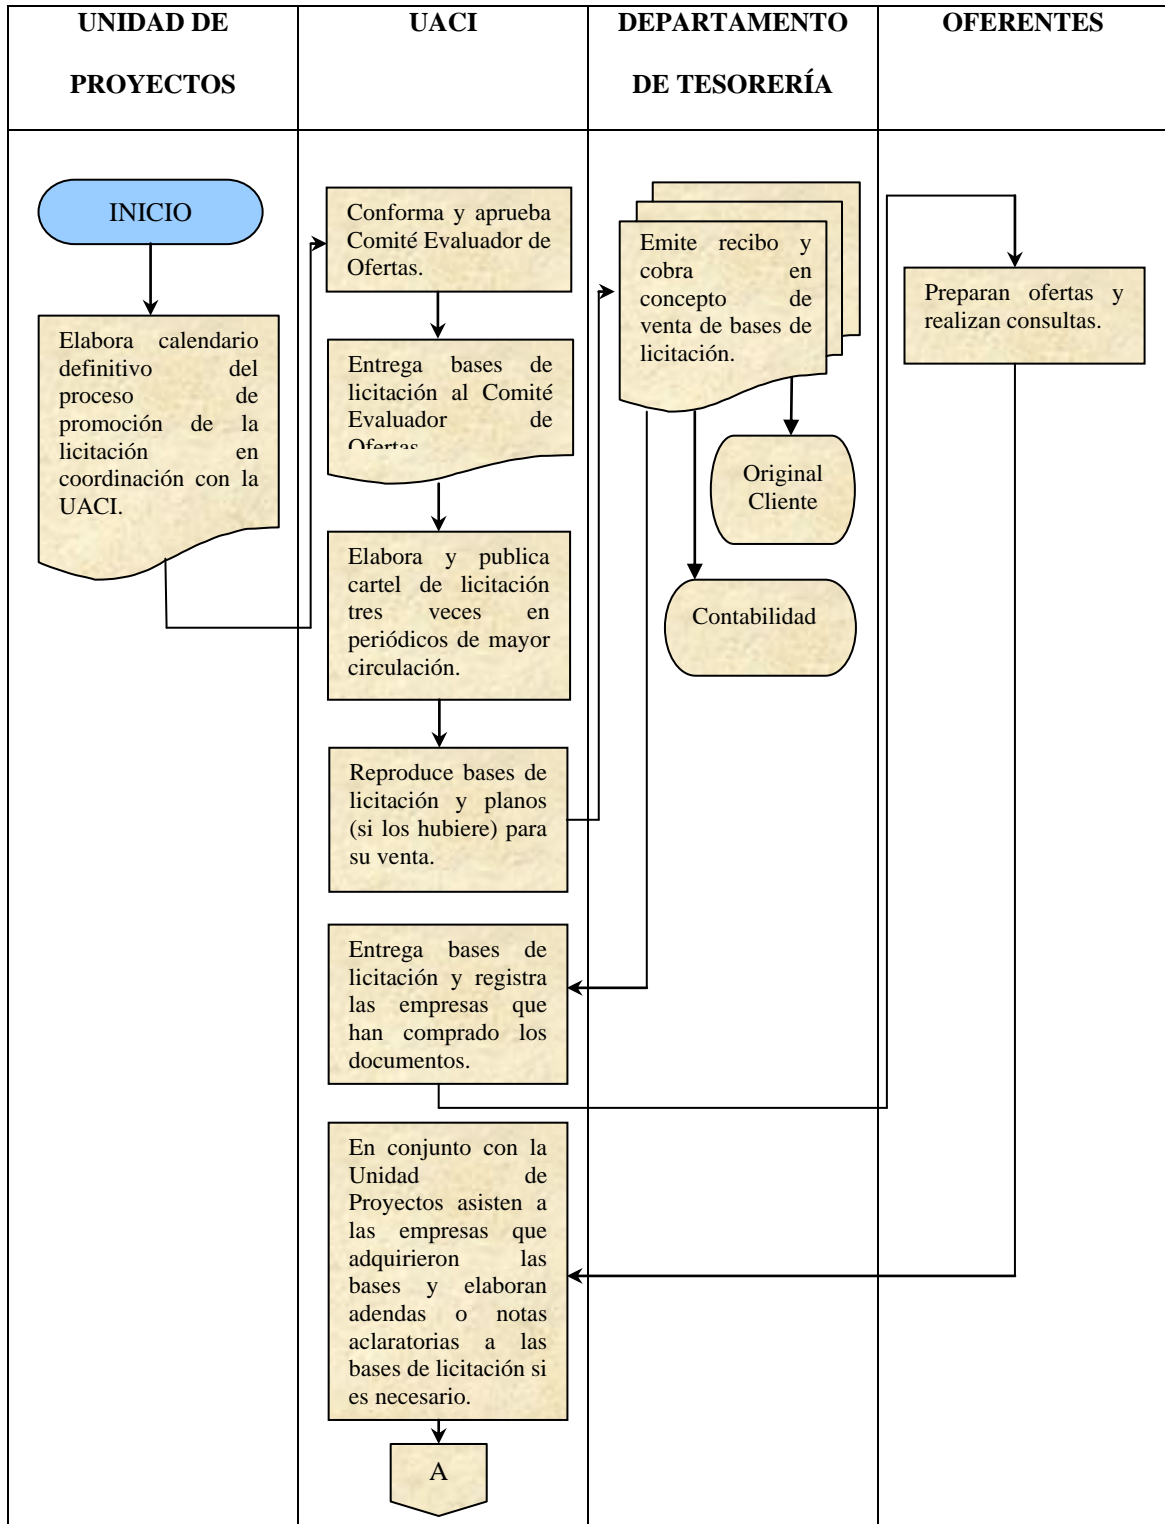 UNIDAD DE
PROYECTOS
UACI
DEPARTAMENTO
DE TESORERÍA
OFERENTES
INICIO
Elabora calendario
definitivo del
proceso de
promoción de la
licitación en
coordinación con la
UACI.
Conforma y aprueba
Comité Evaluador de
Ofertas.
Entrega bases de
licitación al Comité
Evaluador de
Ofertas
Elabora y publica
cartel de licitación
tres veces en
periódicos de mayor
circulación.
Reproduce bases de
licitación y planos
(si los hubiere) para
su venta.
Emite recibo y
cobra en
concepto de
venta de bases de
licitación.
Original
Cliente
Contabilidad
Entrega bases de
licitación y registra
las empresas que
han comprado los
documentos.
Preparan ofertas y
realizan consultas.
En conjunto con la
Unidad de
Proyectos asisten a
las empresas que
adquirieron las
bases y elaboran
adendas o notas
aclaratorias a las
bases de licitación si
es necesario.
A